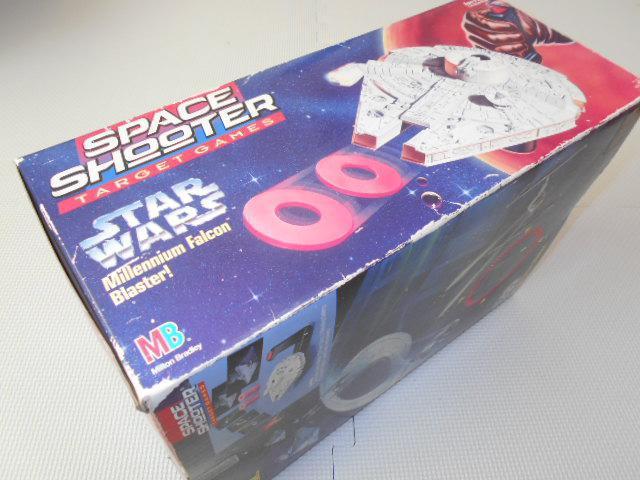 SPACE
SHOOTER
TARGET GAMES
STAR
WARS
Millennium Falcon
Blaster!
MB
Milton Bradley
SPACE
SHOOTER